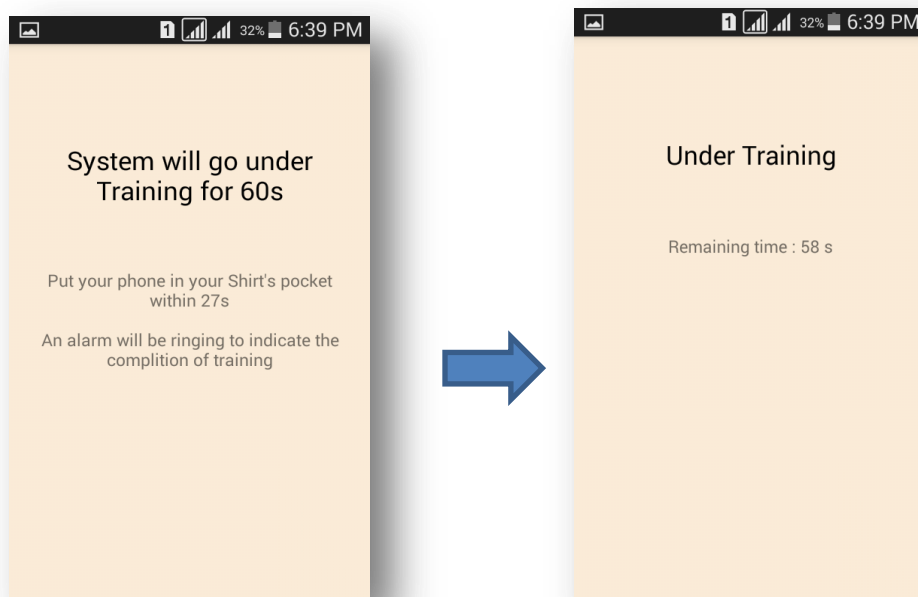 1 32% 6:39 PM
System will go under
Training for 60s
Put your phone in your Shirt's pocket
within 27s
An alarm will be ringing to indicate the
complition of training
1 32% 6:39 PM
Under Training
Remaining time : 58 s